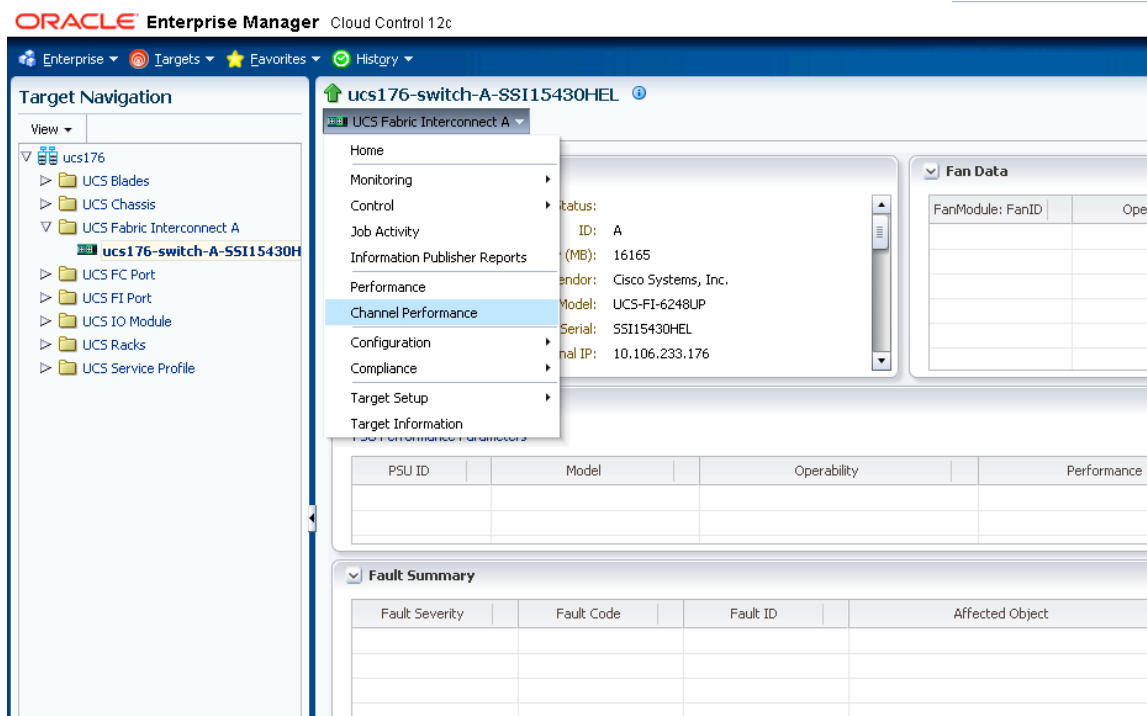 ORACLE Enterprise Manager Cloud Control 12c
Enterprise Targets Favorites History
Target Navigation
View
ucs176
UCS Blades
UCS Chassis
UCS Fabric Interconnect A
ucs176-switch-A-SSI15430H
UCS FC Port
UCS FI Port
UCS IO Module
UCS Racks
UCS Service Profile
ucs176-switch-A-SSI15430HEL
UCS Fabric Interconnect A
Home
Monitoring
Control
Job Activity
Information Publisher Reports
Performance
Channel Performance
Configuration
Compliance
Target Setup
Target Information
tatus:
ID: A
(MB): 16165
endor: Cisco Systems, Inc.
Model: UCS-FI-6248UP
Serial: SSI15430HEL
nal IP: 10.106.233.176
Fan Data
FanModule: FanID Ope
PSU Performance Parameters
PSU ID Model Operability Performance
Fault Summary
Fault Severity Fault Code Fault ID Affected Object